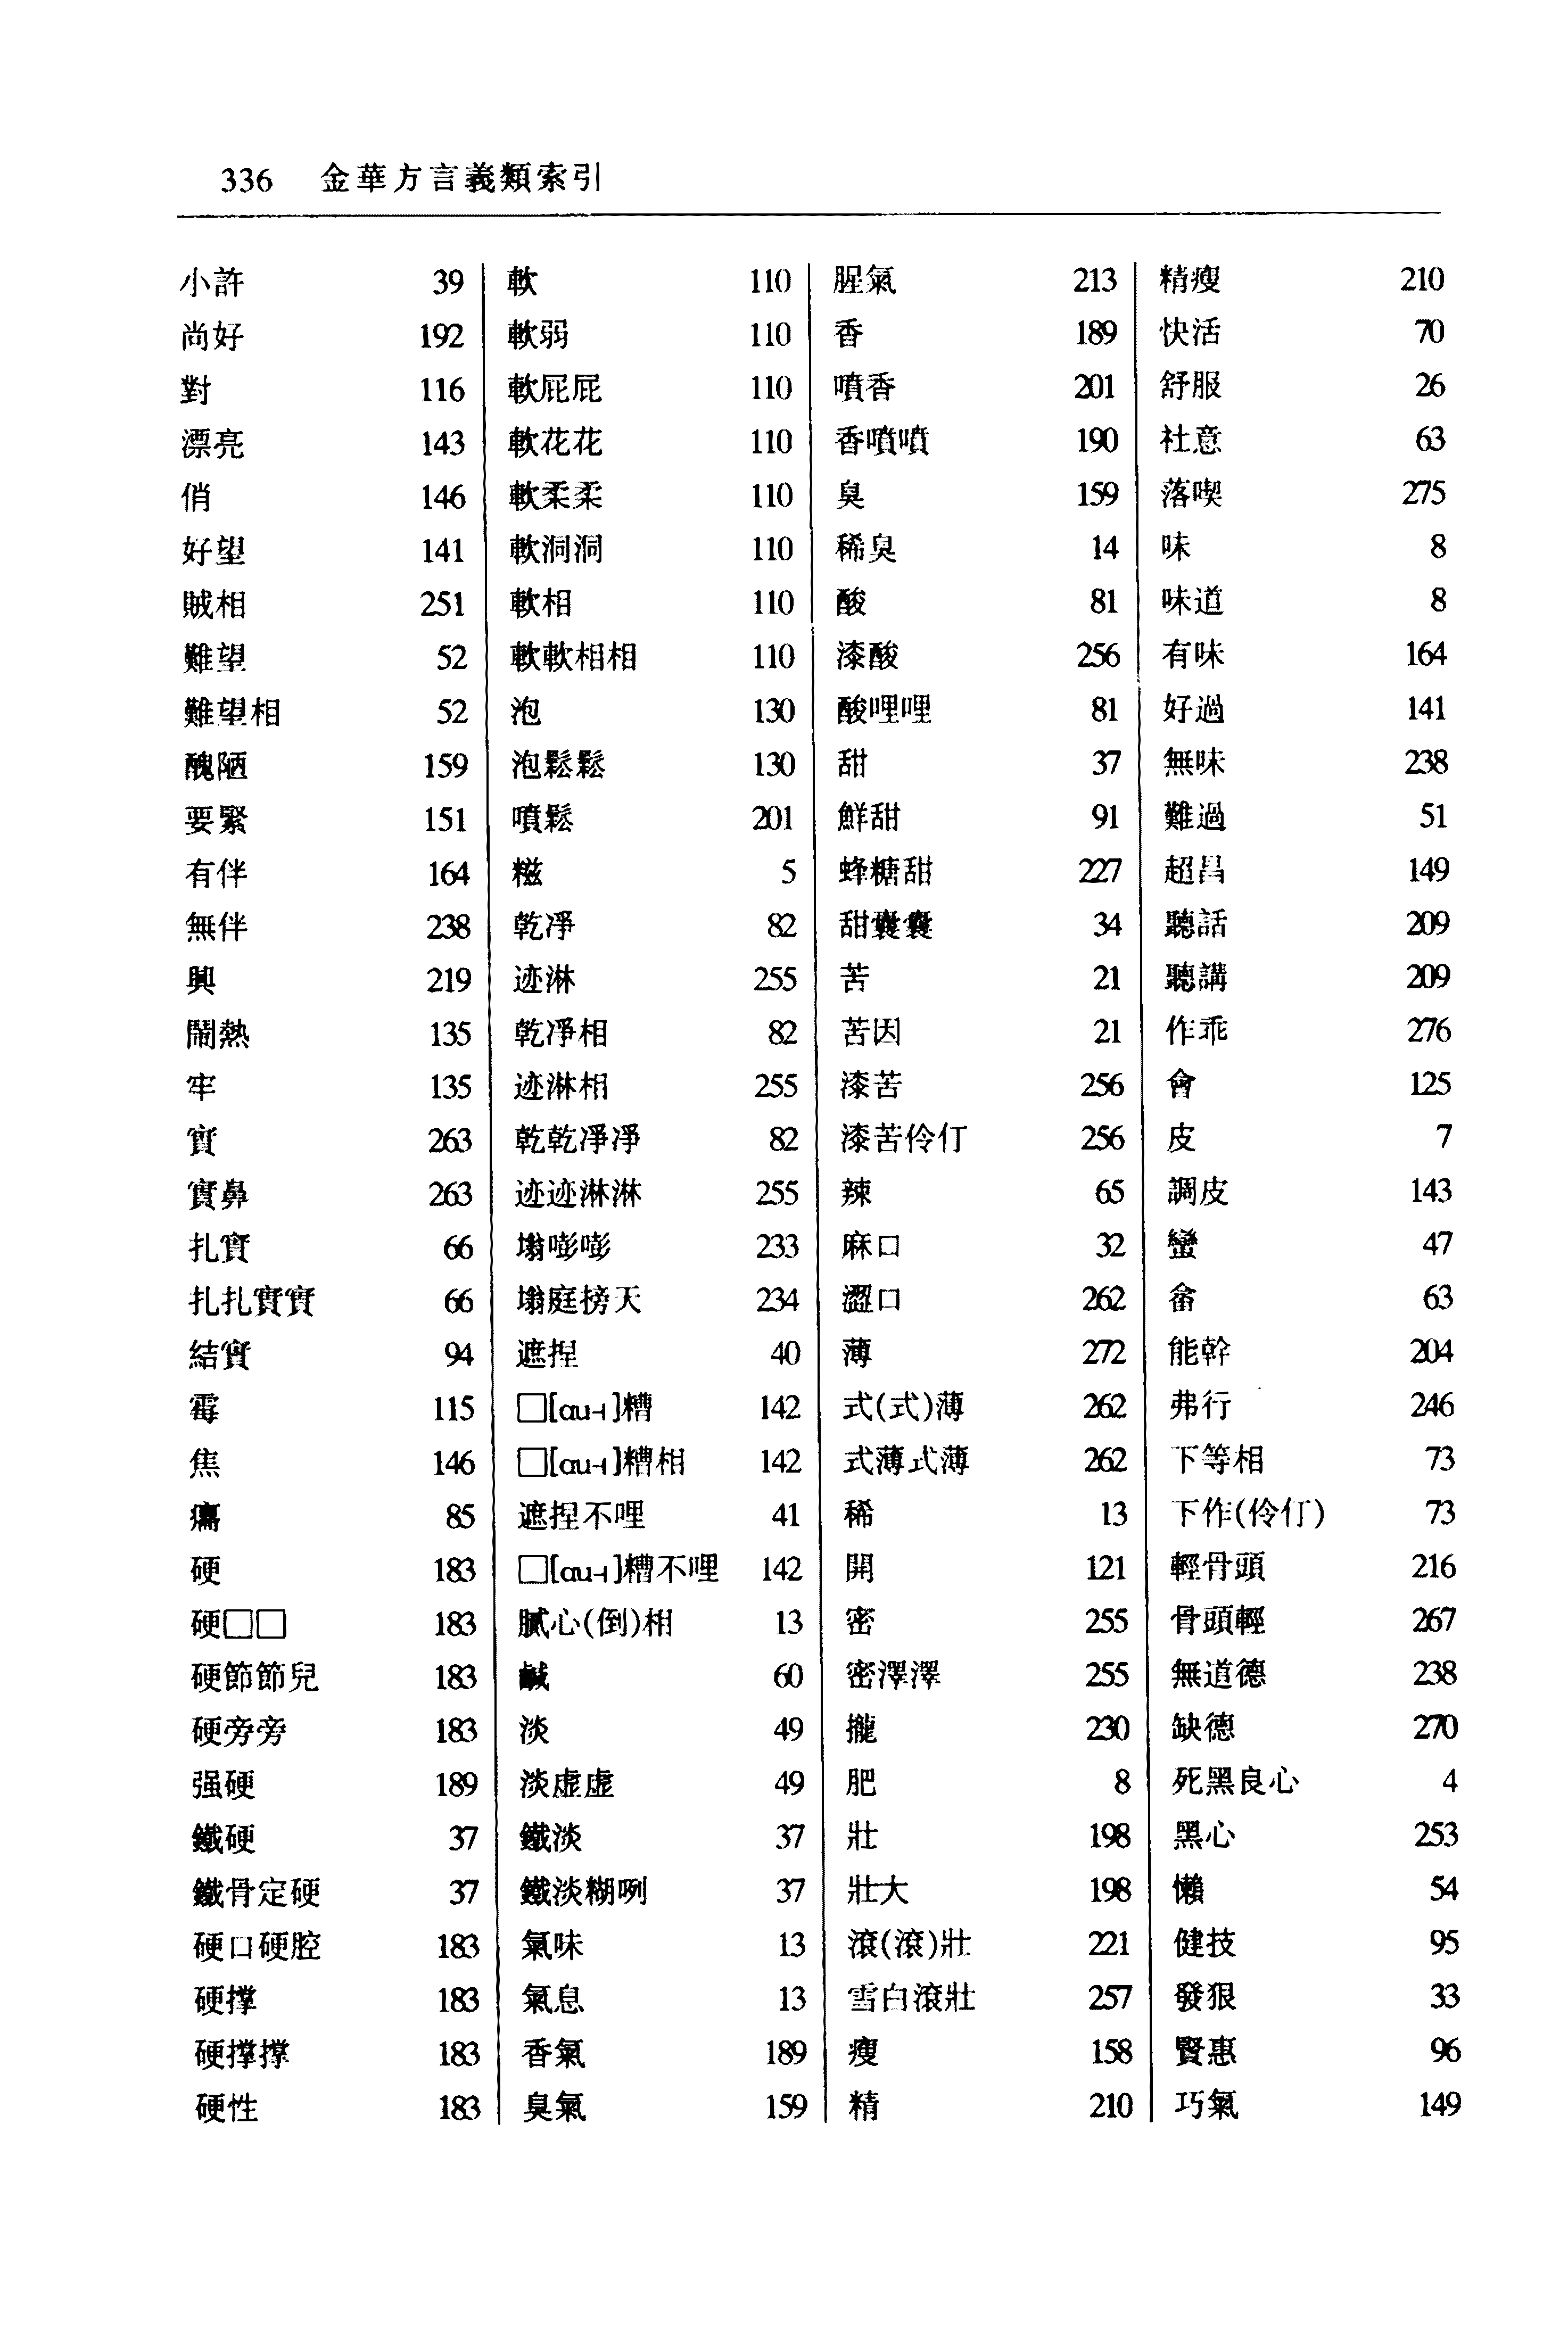 336 金華方言義類索引
小許 39
尚好 192
對 116
漂亮 143
俏 146
好望 141
賊相 251
難望 52
難望相 52
醜陋 159
要緊 151
有伴 164
無伴 238
興 219
鬧熱 135
牢 135
實 263
實鼻 263
扎實 66
扎扎實實 66
結實 94
霉 115
焦 146
85
硬 183
硬□□ 183
硬節節兒 183
硬旁旁 183
强硬 189
鐵硬 37
鐵骨定硬 37
硬口硬腔 183
硬撑 183
硬撑撑 183
硬性 183
軟 110
軟弱 110
軟屁屁 110
軟花花 110
軟柔柔 110
軟洞洞 110
軟相 110
軟軟相相 110
泡 130
泡鬆鬆 130
噴鬆 201
糍 5
乾凈 82
迹淋 255
乾凈相 82
迹淋相 255
乾乾凈凈 82
迹迹淋淋 255
塕嘭嘭 233
塕庭搒天 234
遮捏 40
□[ɑu˧]糟 142
□[ɑu˧]糟相 142
遮捏不哩 41
□[ɑu˧]糟不哩 142
膩心(倒)相 13
鹹 60
淡 49
淡虚虚 49
鐵淡 37
鐵淡糊咧 37
氣味 13
氣息 13
香氣 189
臭氣 159
腥氣 213
香 189
噴香 201
香噴噴 190
臭 159
稀臭 14
酸 81
漆酸 256
酸哩哩 81
甜 37
鮮甜 91
蜂糖甜 227
甜囊囊 34
苦 21
苦因 21
漆苦 256
漆苦伶仃 256
辣 65
麻口 32
澀口 262
薄 272
式(式)薄 262
式薄式薄 262
稀 13
開 121
密 255
密澤澤 255
攏 230
肥 8
壯 198
壯大 198
滚(滚)壯 221
雪白滚壯 257
瘦 158
精 210
精瘦 210
快活 70
舒服 26
社意 63
落喫 275
味 8
味道 8
有味 164
好過 141
無味 238
難過 51
超昌 149
聽話 209
聽講 209
作乖 276
會 125
皮 7
調皮 143
蠻 47
畲 63
能幹 204
弗行 246
下等相 73
下作(伶仃) 73
輕骨頭 216
骨頭輕 267
無道德 238
缺德 270
死黑良心 4
黑心 253
懶 54
健技 95
發狠 33
賢惠 96
巧氣 149